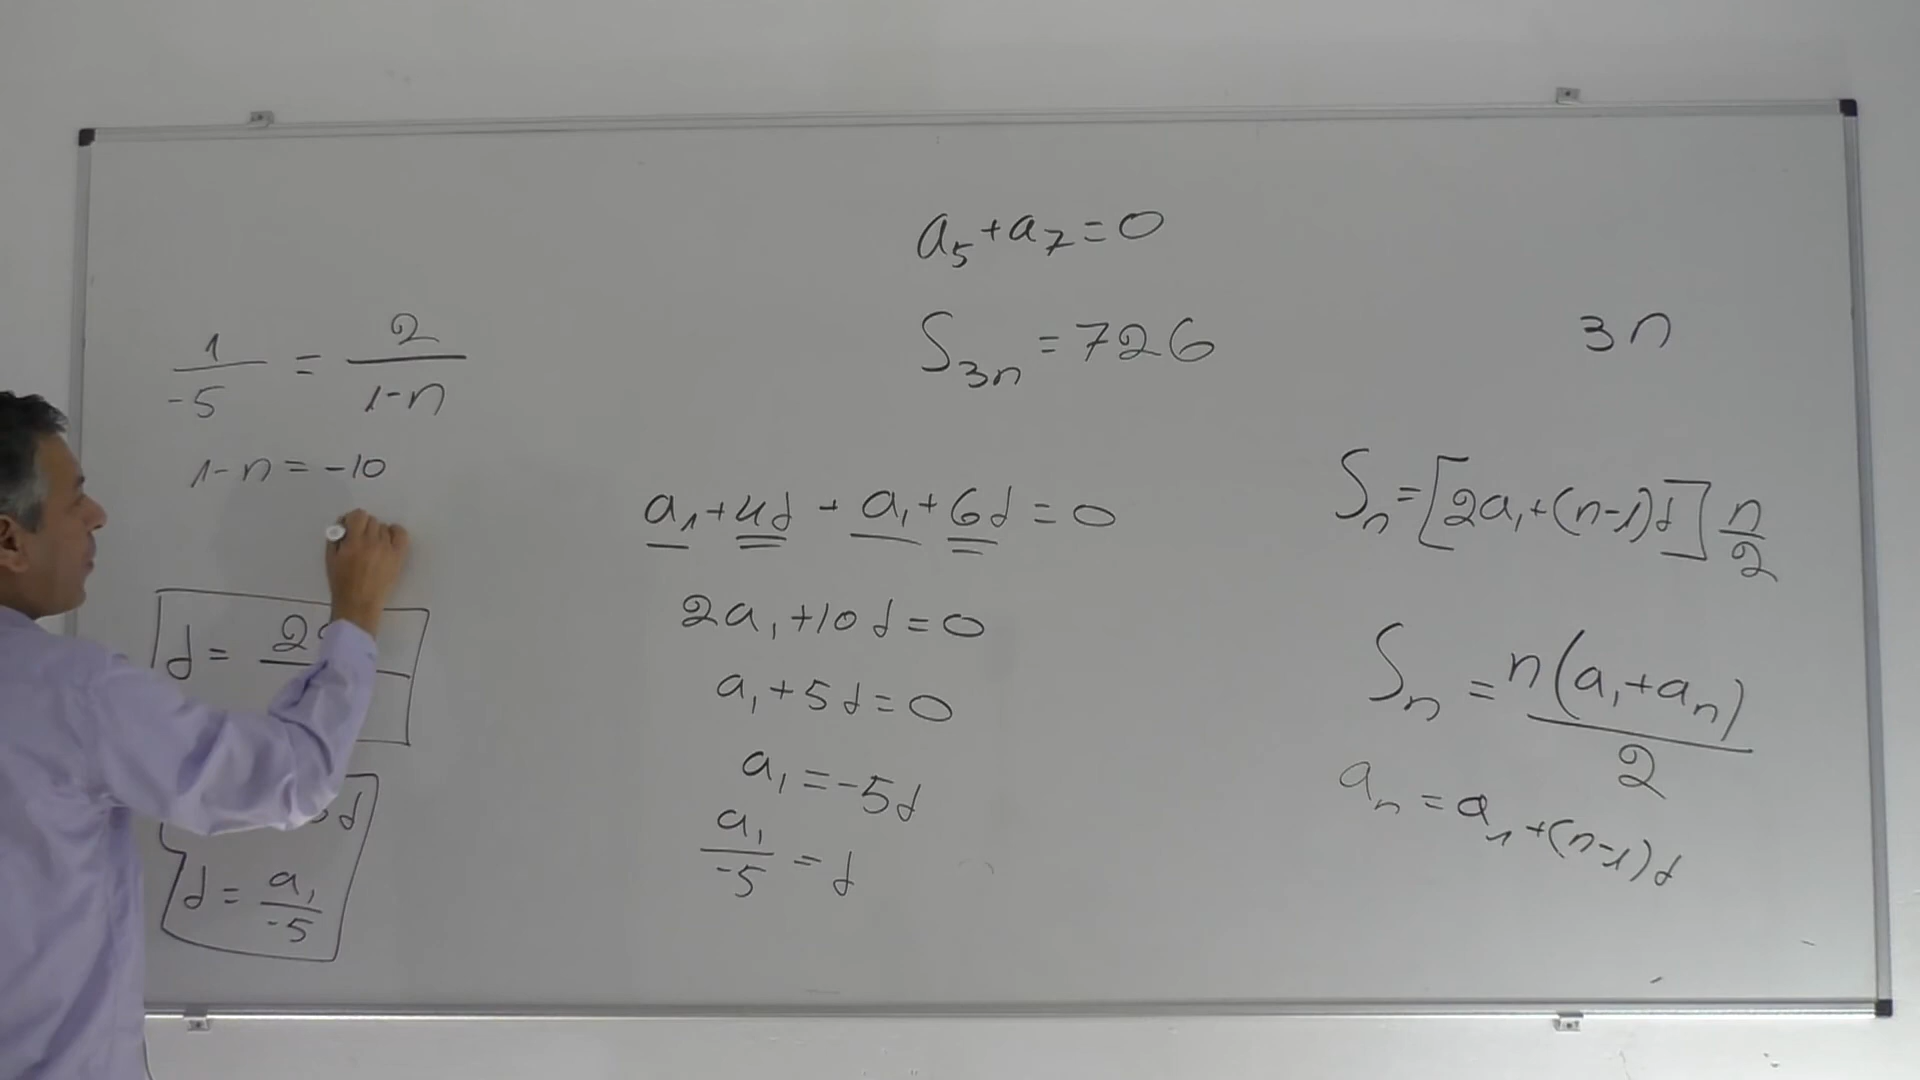 a₅+a₇=0
S₃ₙ=726
3n
1/-5 = 2/1-n
1-n=-10
d=
d=a₁/-5
a₁+4d+a₁+6d=0
2a₁+10d=0
a₁+5d=0
a₁=-5d
a₁/-5=d
Sₙ=[2a₁+(n-1)d]n/2
Sₙ=n(a₁+aₙ)/2
aₙ=a₁+(n-1)d